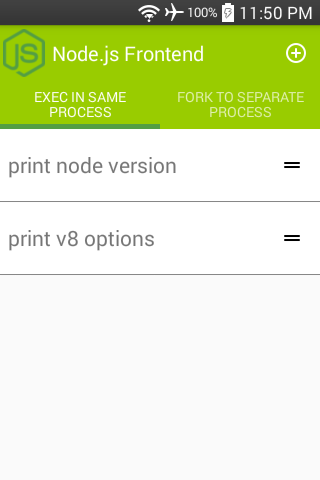 100% 11:50 PM
JS Node.js Frontend
EXEC IN SAME
PROCESS
FORK TO SEPARATE
PROCESS
print node version
print v8 options